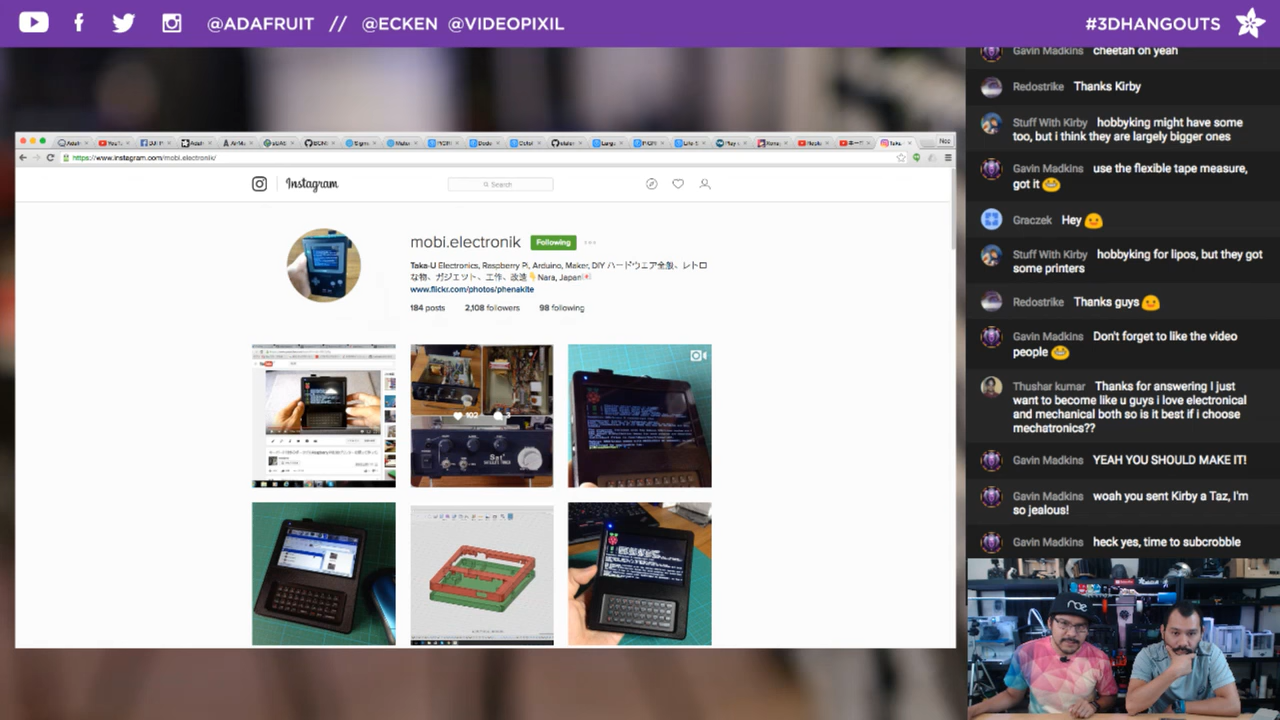 @ADAFRUIT // @ECKEN @VIDEOPIXIL
#3DHANGOUTS
https://www.instagram.com/mobi.electronik/
Instagram
Search
mobi.electronik Following
Taka-U Electronics, Raspberry Pi, Arduino, Maker, DIY ハードウエア全般、レトロ
な物、ガジェット、工作、改造👇Nara, Japan🇯🇵
www.flickr.com/photos/phenakite
184 posts 2,108 followers 98 following
102 3
Gavin Madkins cheetah oh yeah
Redostrike Thanks Kirby
Stuff With Kirby hobbyking might have
some too, but i think they are largely bigger ones
Gavin Madkins use the flexible tape measure,
got it
Graczek Hey
Stuff With Kirby hobbyking for lipos, but they got
some printers
Redostrike Thanks guys
Gavin Madkins Don't forget to like the video
people
Thushar kumar Thanks for answering I just
want to become like u guys i love electronical
and mechanical both so is it best if i choose
mechatronics??
Gavin Madkins YEAH YOU SHOULD MAKE IT!
Gavin Madkins woah you sent Kirby a Taz, I'm
so jealous!
Gavin Madkins heck yes, time to subcrobble